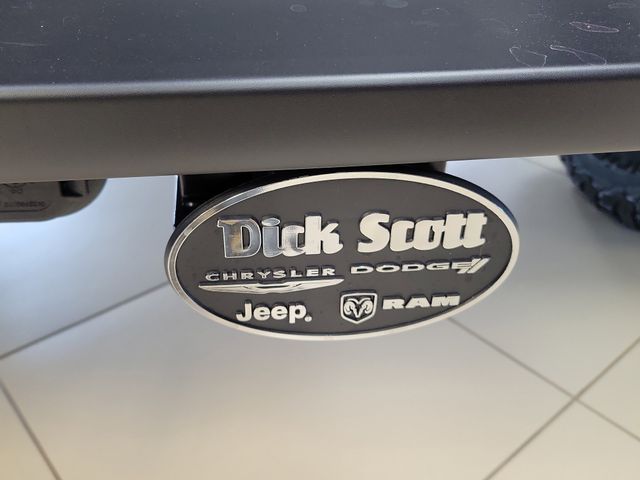 Dick Scott
CHRYSLER DODGE
Jeep. RAM